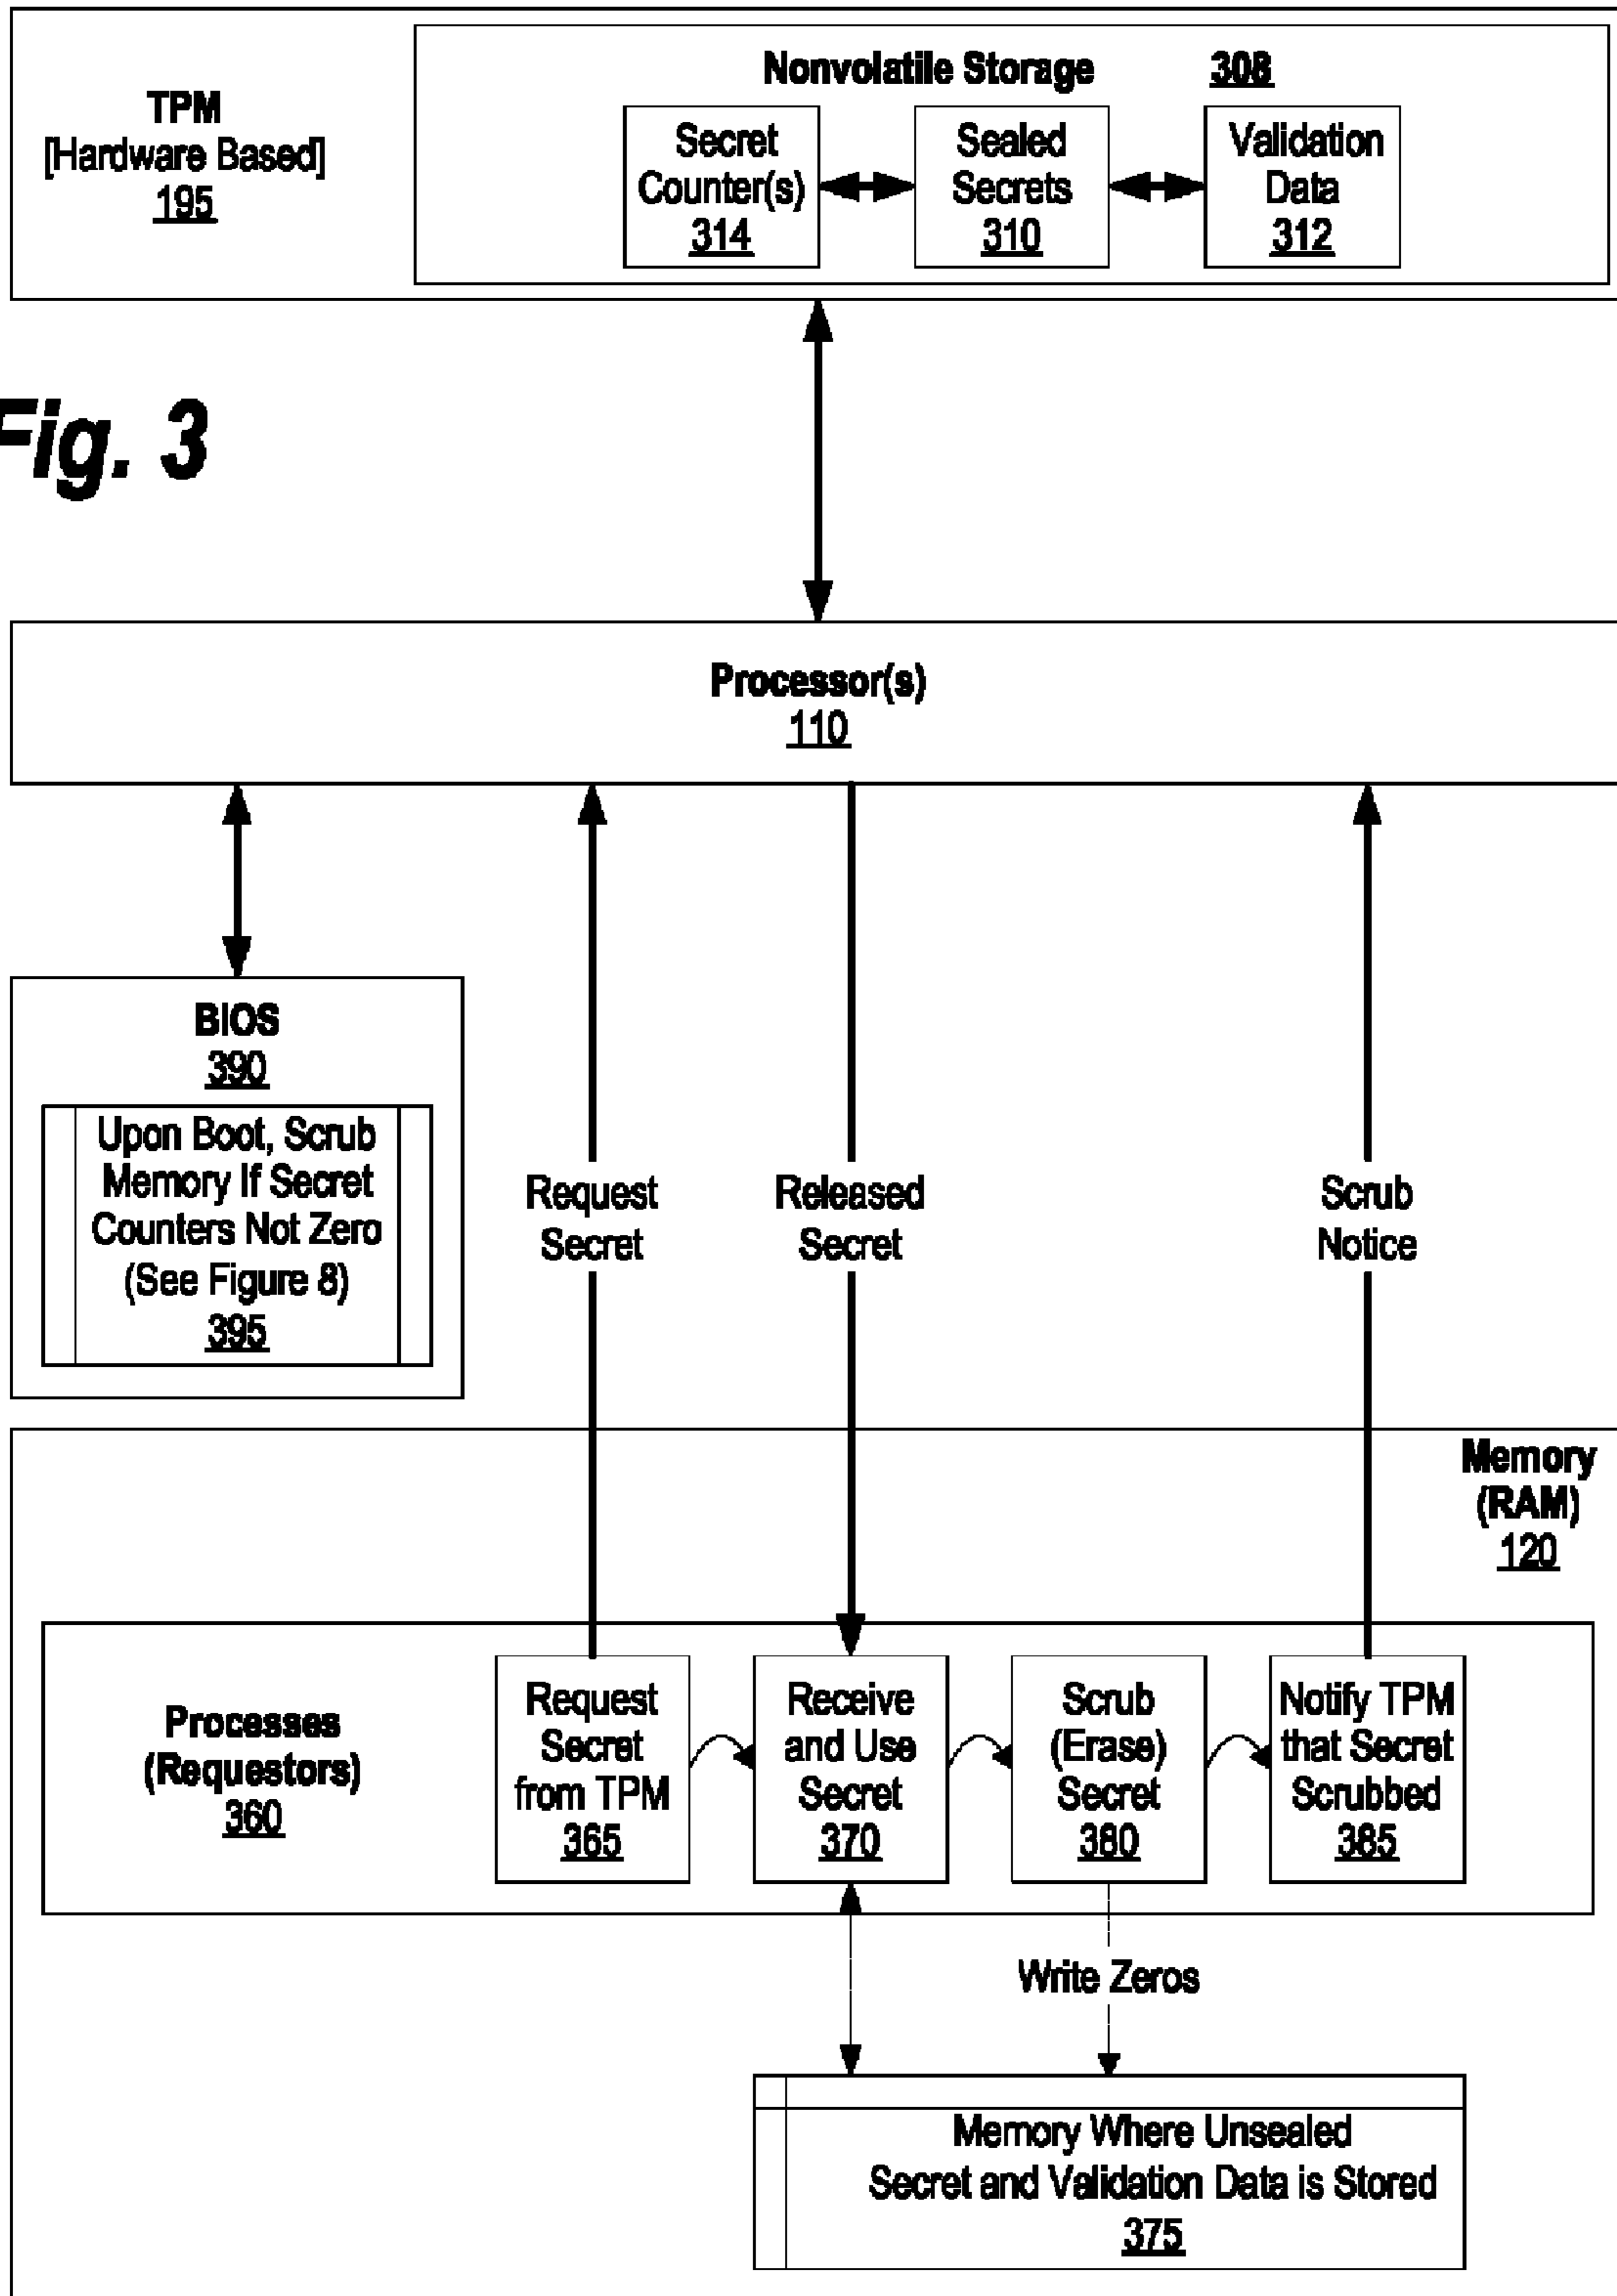 TPM
[Hardware Based]
195
Nonvolatile Storage 308
Secret
Counter(s)
314
Sealed
Secrets
310
Validation
Data
312
Fig. 3
Processor(s)
110
BIOS
390
Upon Boot, Scrub
Memory If Secret
Counters Not Zero
(See Figure 8)
395
Request
Secret
Released
Secret
Scrub
Notice
Memory
(RAM)
120
Processes
(Requestors)
360
Request
Secret
from TPM
365
Receive
and Use
Secret
370
Scrub
(Erase)
Secret
380
Notify TPM
that Secret
Scrubbed
385
Write Zeros
Memory Where Unsealed
Secret and Validation Data is Stored
375